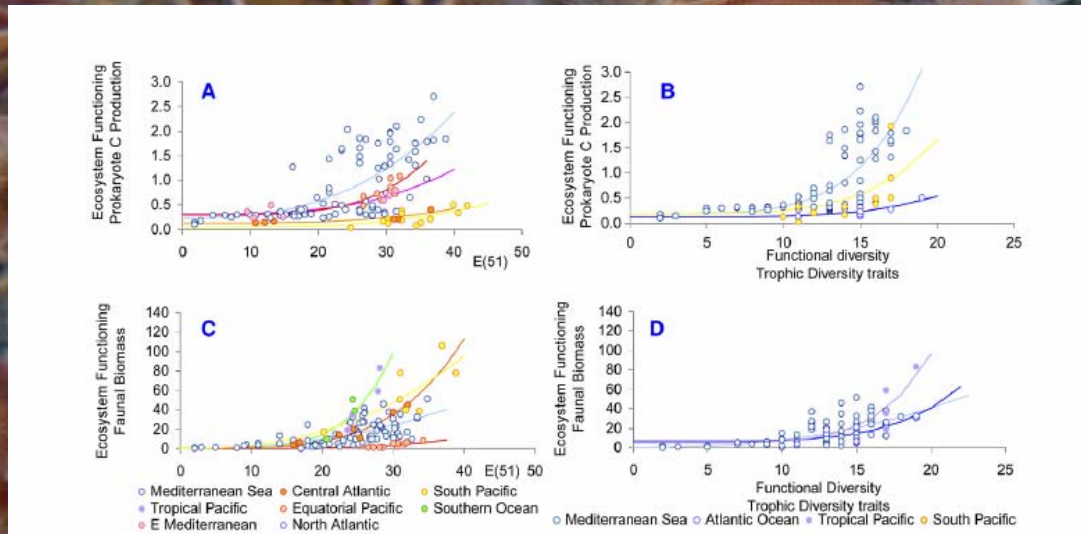 A
Ecosystem Functioning
Prokaryote C Production
3.0
2.5
2.0
1.5
1.0
0.5
0.0
0 10 20 30 40 50
E(51)
B
Ecosystem Functioning
Prokaryote C Production
3.0
2.5
2.0
1.5
1.0
0.5
0.0
0 5 10 15 20 25
Functional diversity
Trophic Diversity traits
C
Ecosystem Functioning
Faunal Biomass
140
120
100
80
60
40
20
0
0 10 20 30 40 E(51) 50
Mediterranean Sea Central Atlantic South Pacific
Tropical Pacific Equatorial Pacific Southern Ocean
E Mediterranean North Atlantic
D
Ecosystem Functioning
Faunal Biomass
140
120
100
80
60
40
20
0
0 5 10 15 20 25
Functional Diversity
Trophic Diversity traits
Mediterranean Sea Atlantic Ocean Tropical Pacific South Pacific